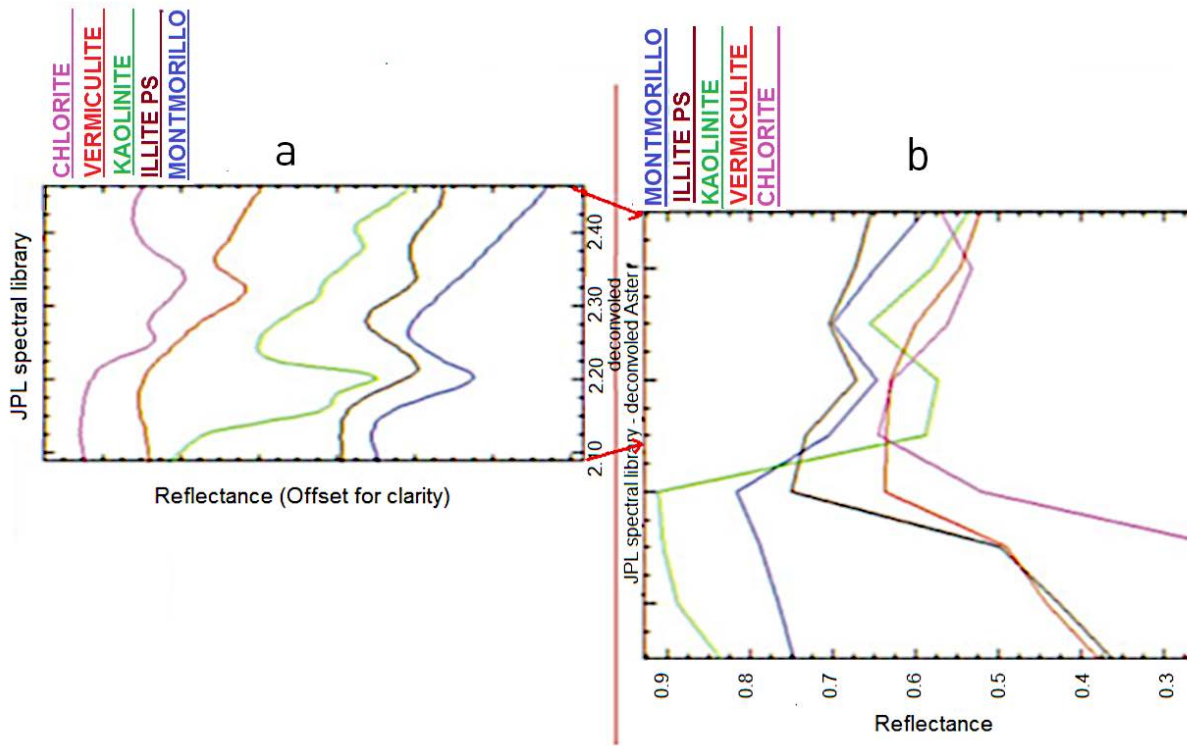 CHLORITE
VERMICULITE
KAOLINITE
ILLITE PS
MONTMORILLO
a
JPL spectral library
2.40
2.30
2.20
2.10
Reflectance (Offset for clarity)
MONTMORILLO
ILLITE PS
KAOLINITE
VERMICULITE
CHLORITE
b
deconvoled
JPL spectral library - deconvoled Aster r
0.9
0.8
0.7
0.6
0.5
0.4
0.3
Reflectance